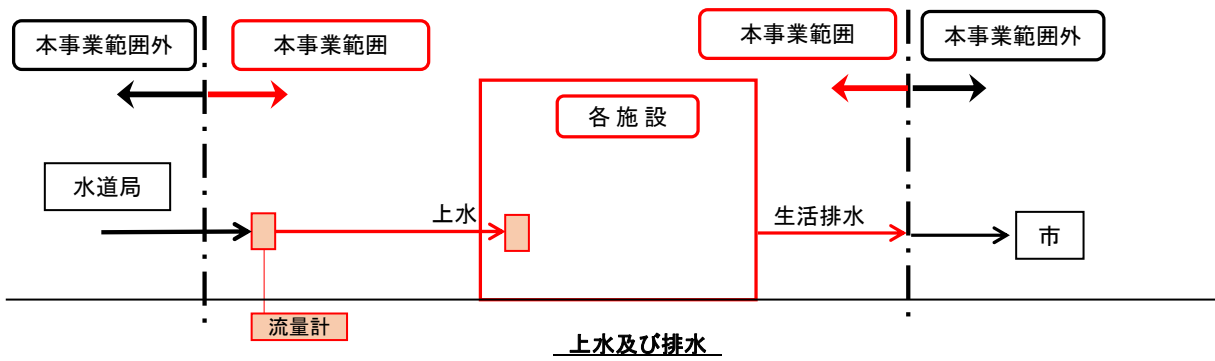 本事業範囲外
本事業範囲
本事業範囲
本事業範囲外
各施設
水道局
上水
生活排水
市
流量計
上水及び排水